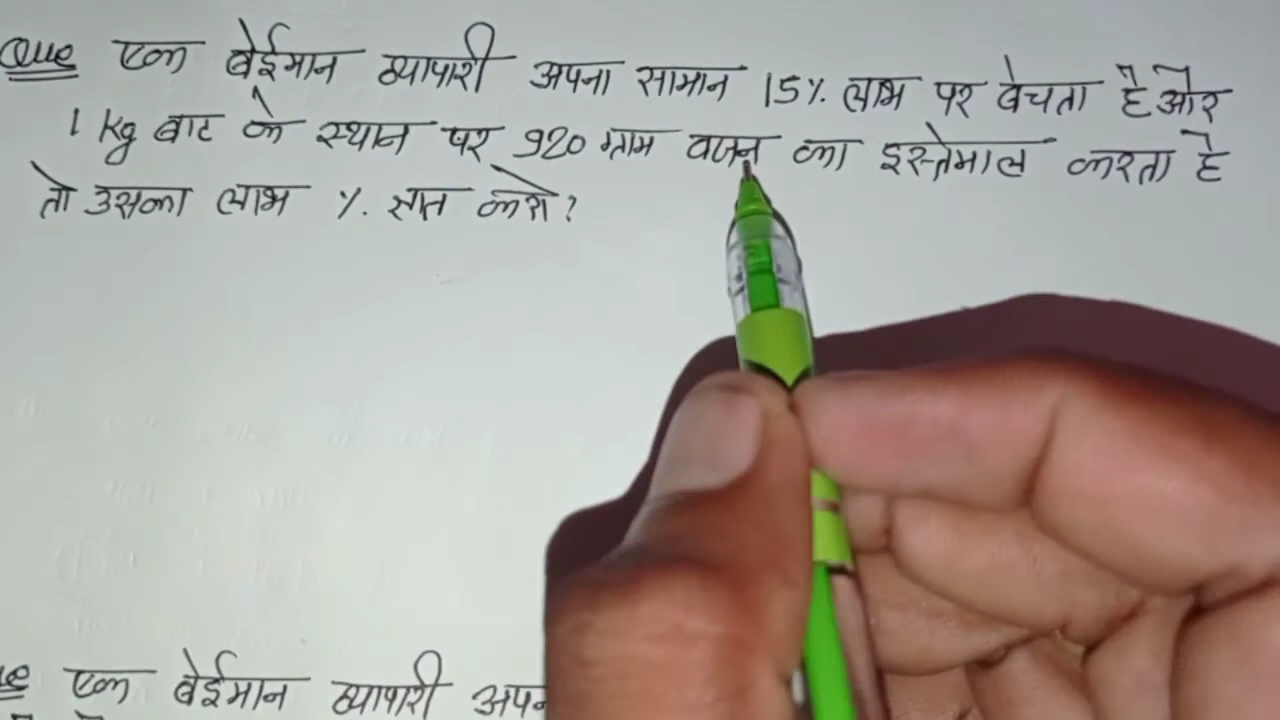 Que एक बेईमान व्यापारी अपना सामान 15% लाभ पर बेचता है और
1 Kg बाट के स्थान पर 920 ग्राम वजन का इस्तेमाल करता है
तो उसका लाभ % ज्ञात करो?
एक बेईमान व्यापारी